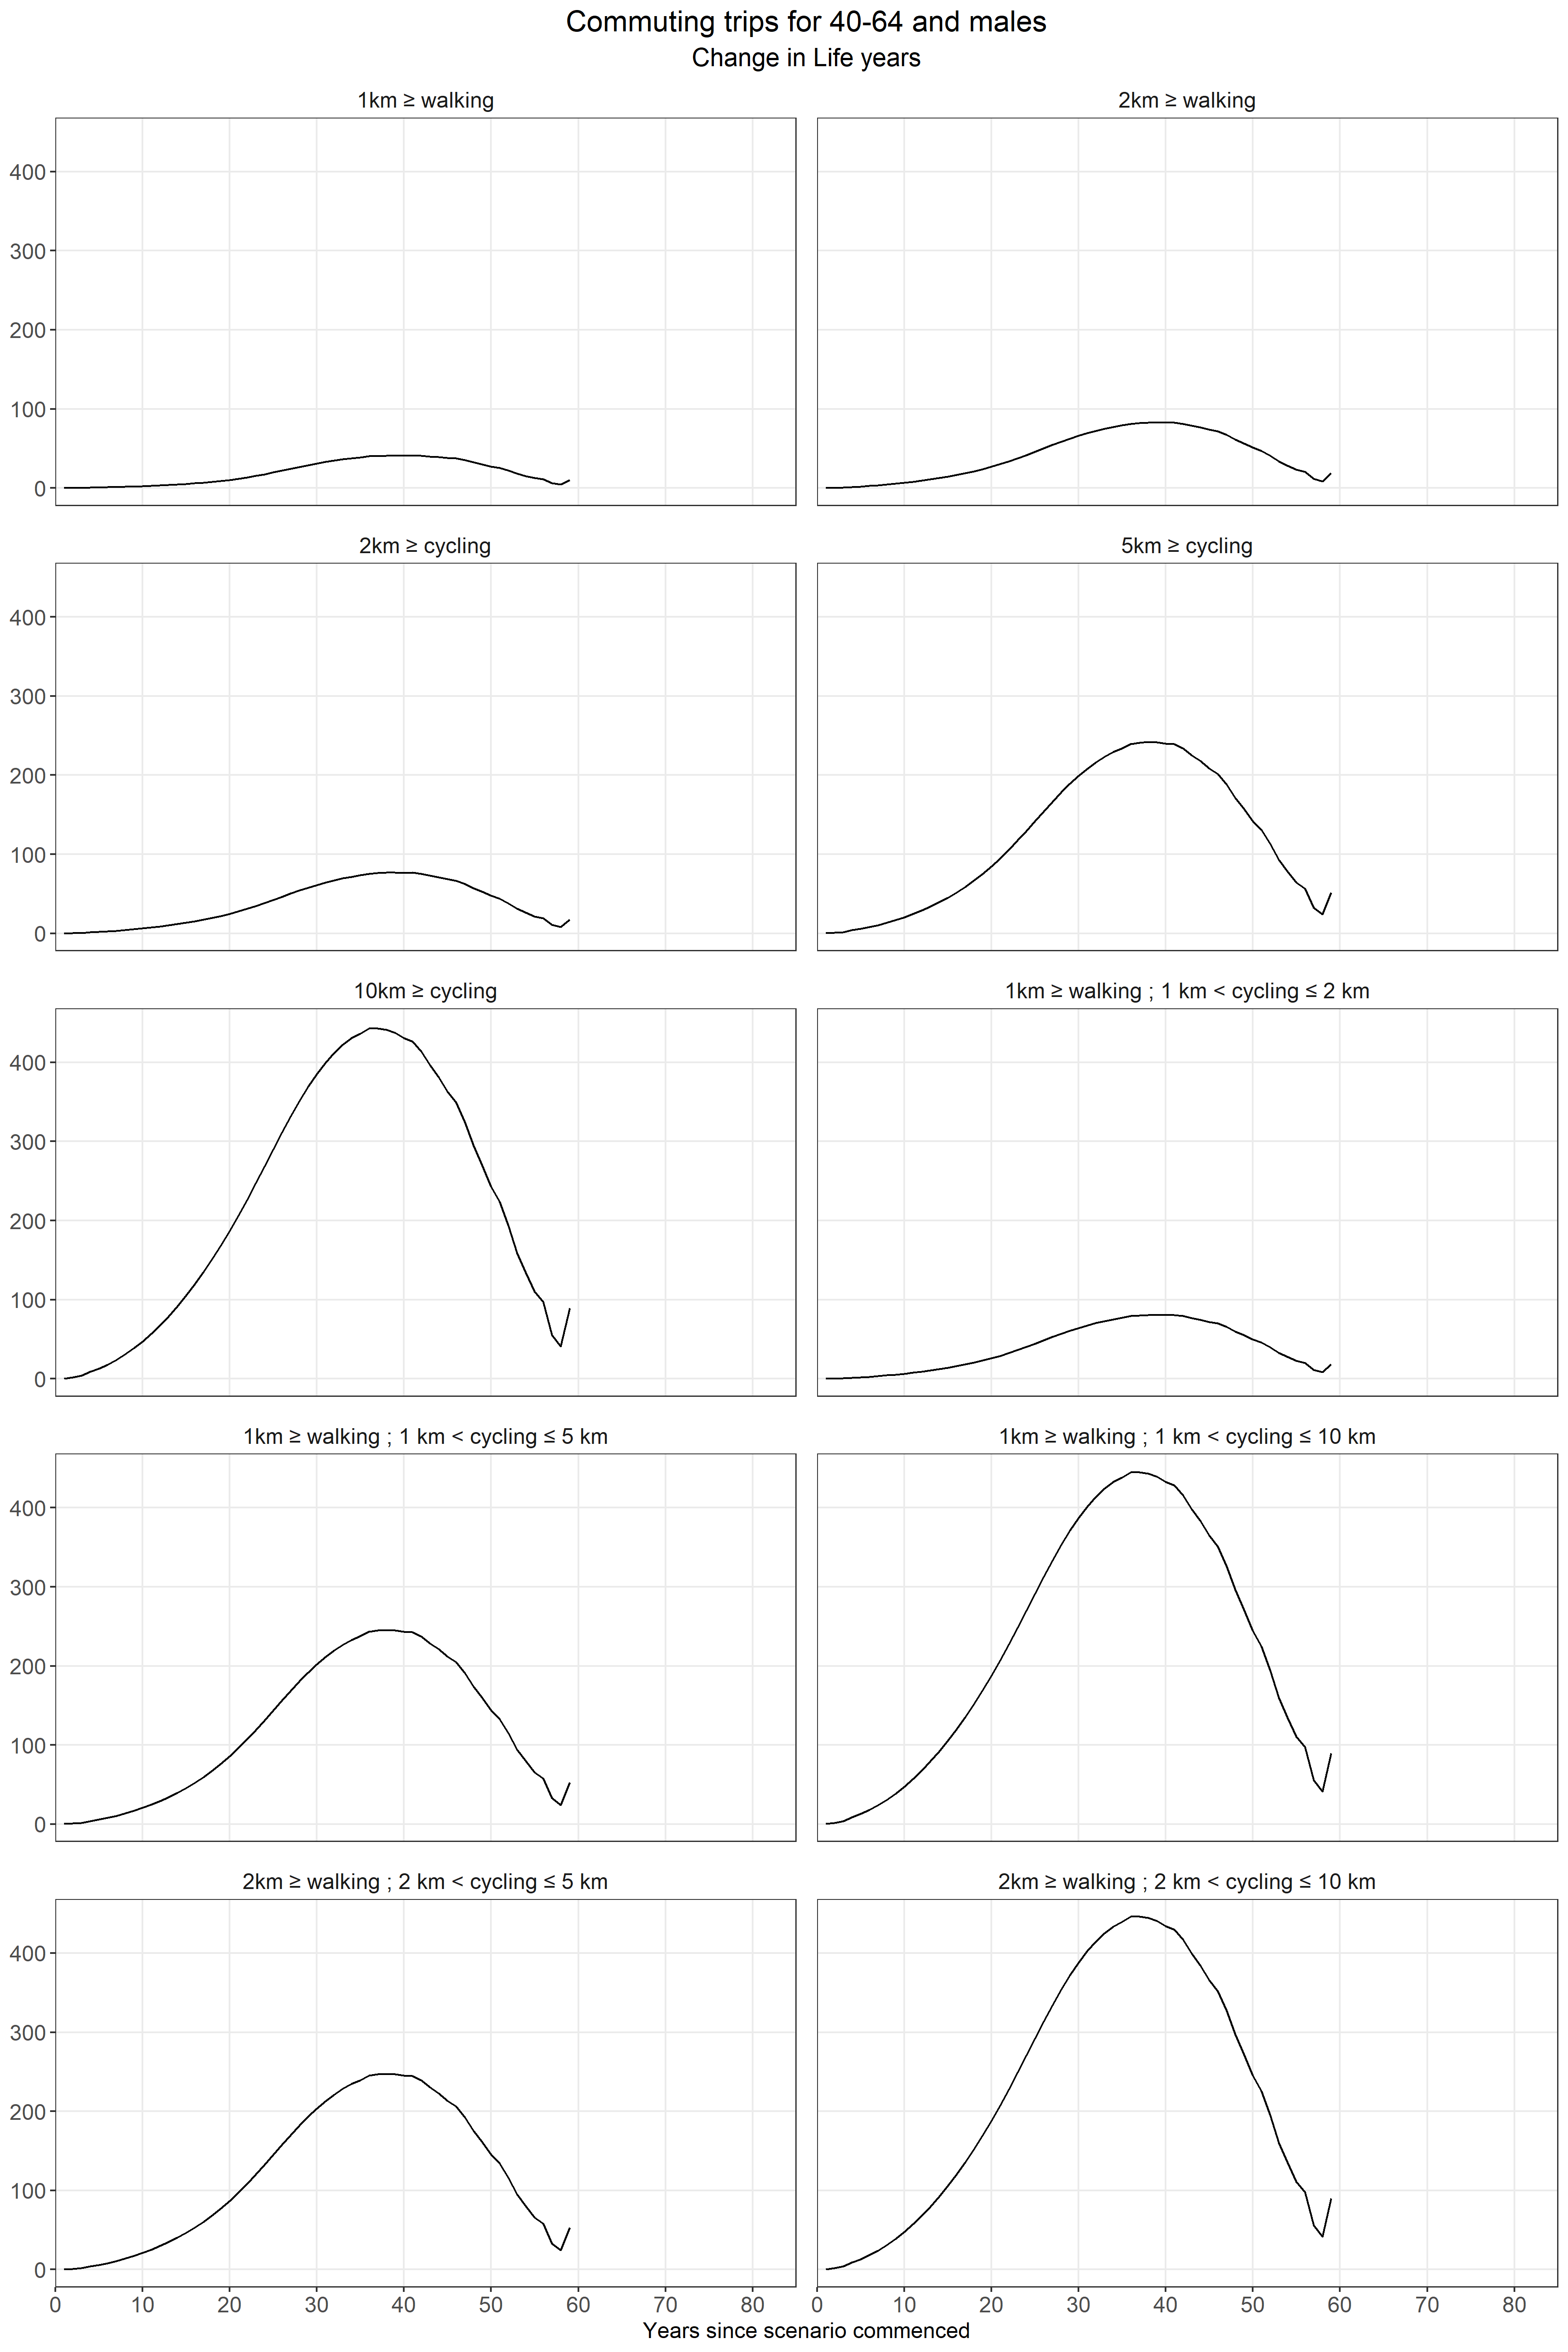 Commuting trips for 40-64 and males
Change in Life years
1km ≥ walking
2km ≥ walking
400
300
200
100
0
2km ≥ cycling
5km ≥ cycling
400
300
200
100
0
10km ≥ cycling
1km ≥ walking ; 1 km < cycling ≤ 2 km
400
300
200
100
0
1km ≥ walking ; 1 km < cycling ≤ 5 km
1km ≥ walking ; 1 km < cycling ≤ 10 km
400
300
200
100
0
2km ≥ walking ; 2 km < cycling ≤ 5 km
2km ≥ walking ; 2 km < cycling ≤ 10 km
400
300
200
100
0
0 10 20 30 40 50 60 70 80
0 10 20 30 40 50 60 70 80
Years since scenario commenced